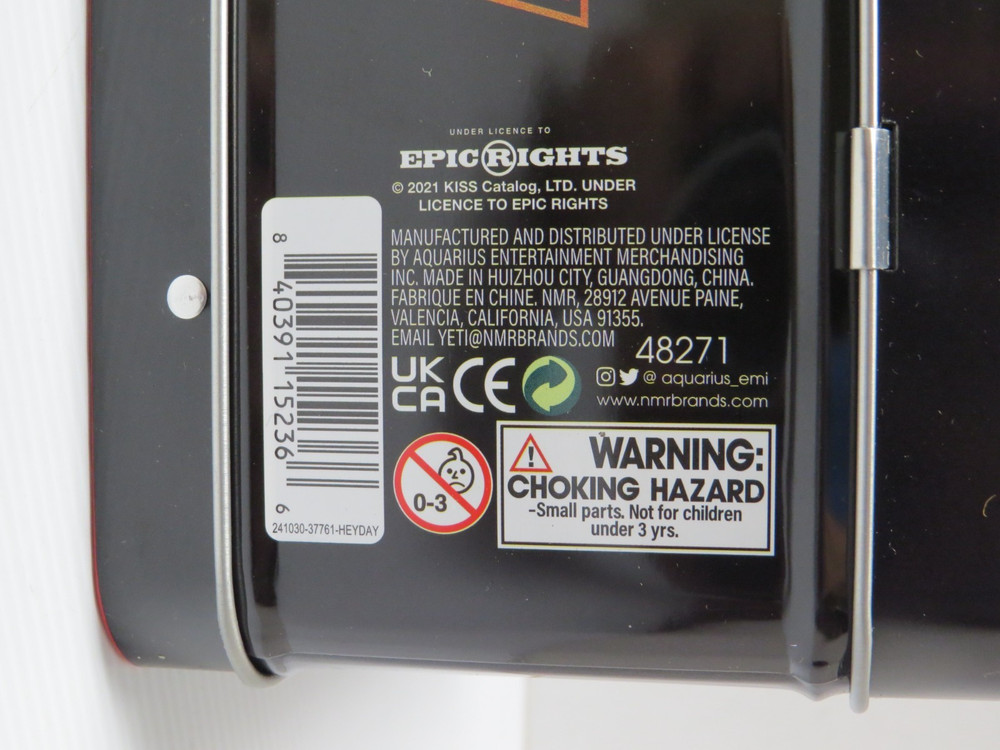 UNDER LICENCE TO
EPIC RIGHTS
© 2021 KISS Catalog, LTD. UNDER
LICENCE TO EPIC RIGHTS
MANUFACTURED AND DISTRIBUTED UNDER LICENSE
BY AQUARIUS ENTERTAINMENT MERCHANDISING
INC. MADE IN HUIZHOU CITY, GUANGDONG, CHINA.
FABRIQUE EN CHINE. NMR, 28912 AVENUE PAINE,
VALENCIA, CALIFORNIA, USA 91355.
EMAIL YETI@NMRBRANDS.COM
48271
UK
CA
CE
@ aquarius_emi
www.nmrbrands.com
8 40391 15236 6
241030-37761-HEYDAY
0-3
WARNING:
CHOKING HAZARD
-Small parts. Not for children
under 3 yrs.